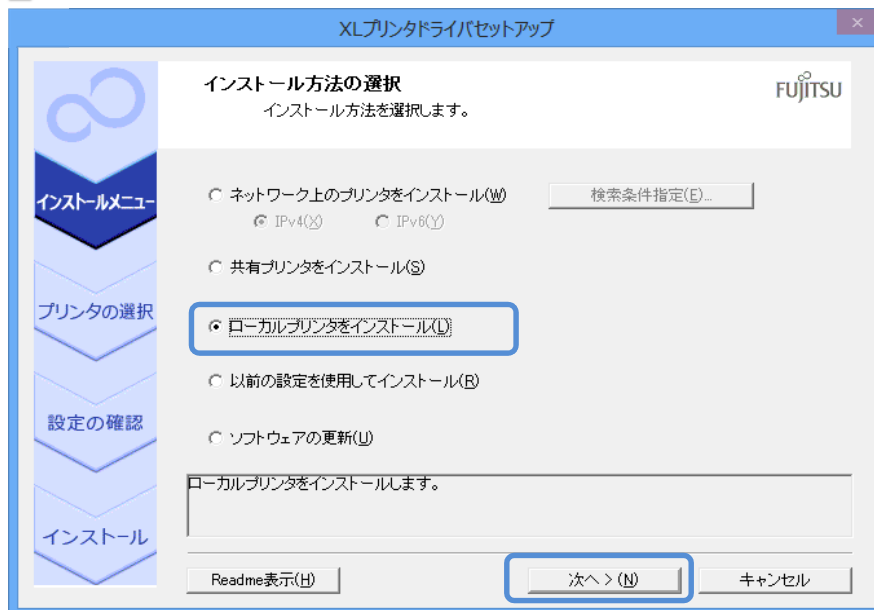 XLプリンタドライバセットアップ
インストール方法の選択
インストール方法を選択します。
FUJITSU
インストールメニュー
プリンタの選択
設定の確認
インストール
ネットワーク上のプリンタをインストール(W)
検索条件指定(E)...
IPv4(X) IPv6(Y)
共有プリンタをインストール(S)
ローカルプリンタをインストール(L)
以前の設定を使用してインストール(R)
ソフトウェアの更新(U)
ローカルプリンタをインストールします。
Readme表示(H)
次へ > (N)
キャンセル